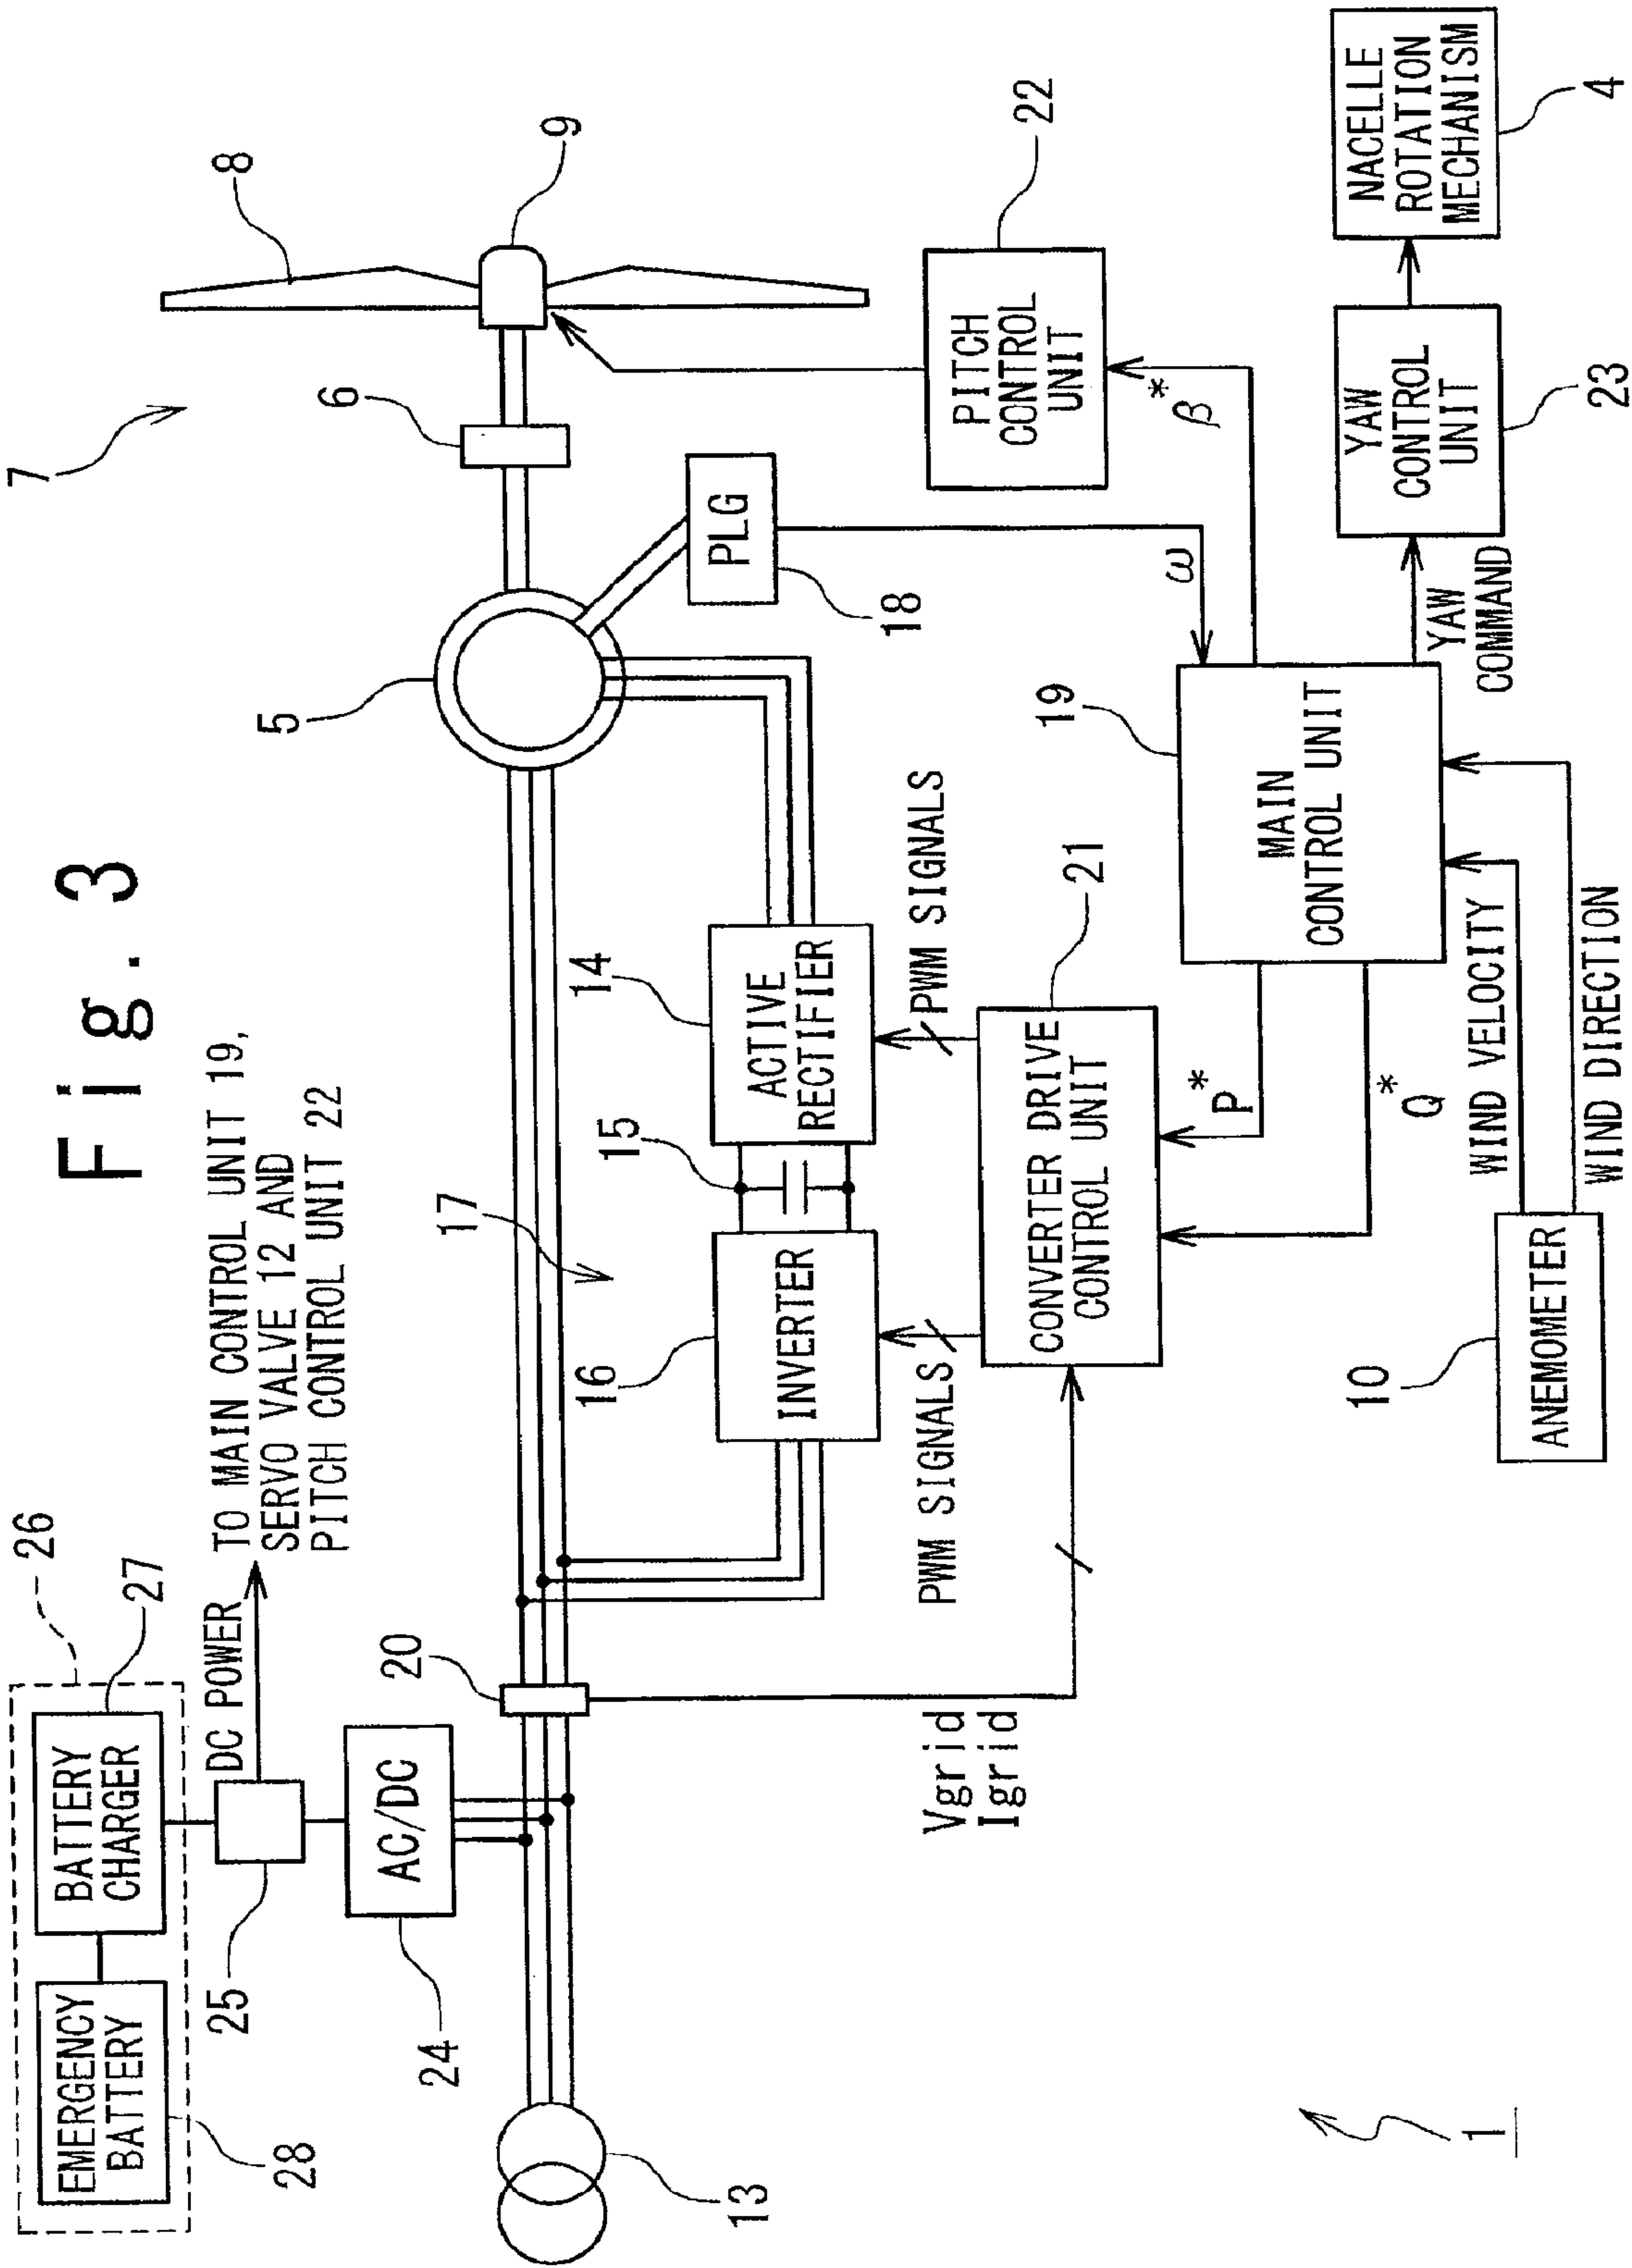 Fig. 3
26
27
BATTERY
CHARGER
EMERGENCY
BATTERY
28
25
DC POWER
TO MAIN CONTROL UNIT 19,
SERVO VALVE 12 AND
PITCH CONTROL UNIT 22
AC/DC
24
20
13
7
8
9
6
5
PLG
18
17
16
INVERTER
15
14
ACTIVE
RECTIFIER
PWM SIGNALS
PWM SIGNALS
Vgrid
Igrid
CONVERTER DRIVE
CONTROL UNIT
21
P*
Q*
19
MAIN
CONTROL UNIT
ω
β*
PITCH
CONTROL
UNIT
22
YAW
COMMAND
YAW
CONTROL
UNIT
23
NACELLE
ROTATION
MECHANISM
4
WIND VELOCITY
WIND DIRECTION
ANEMOMETER
10
1